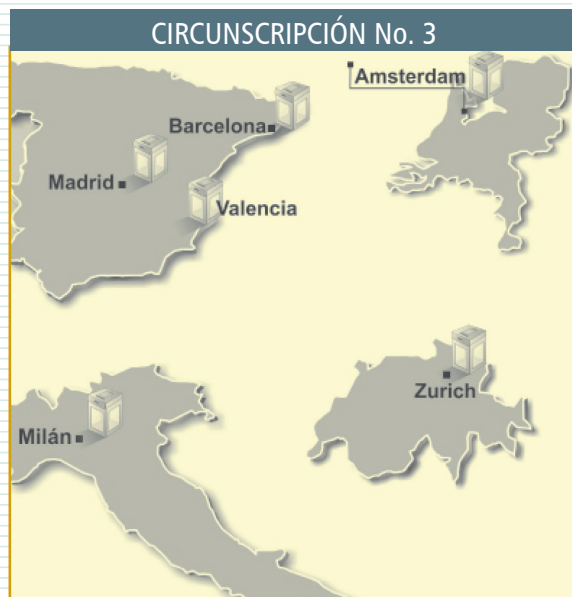 CIRCUNSCRIPCIÓN No. 3
Amsterdam
Barcelona
Madrid
Valencia
Zurich
Milán